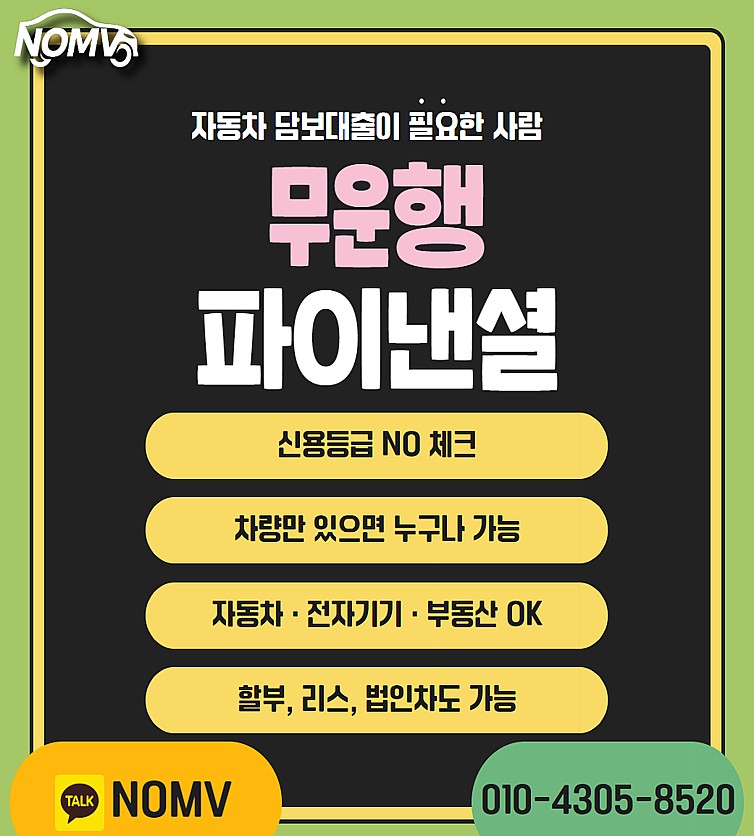 NOMV
자동차 담보대출이 필요한 사람
무운행
파이낸셜
신용등급 NO 체크
차량만 있으면 누구나 가능
자동차 · 전자기기 · 부동산 OK
할부, 리스, 법인차도 가능
TALK NOMV
010-4305-8520